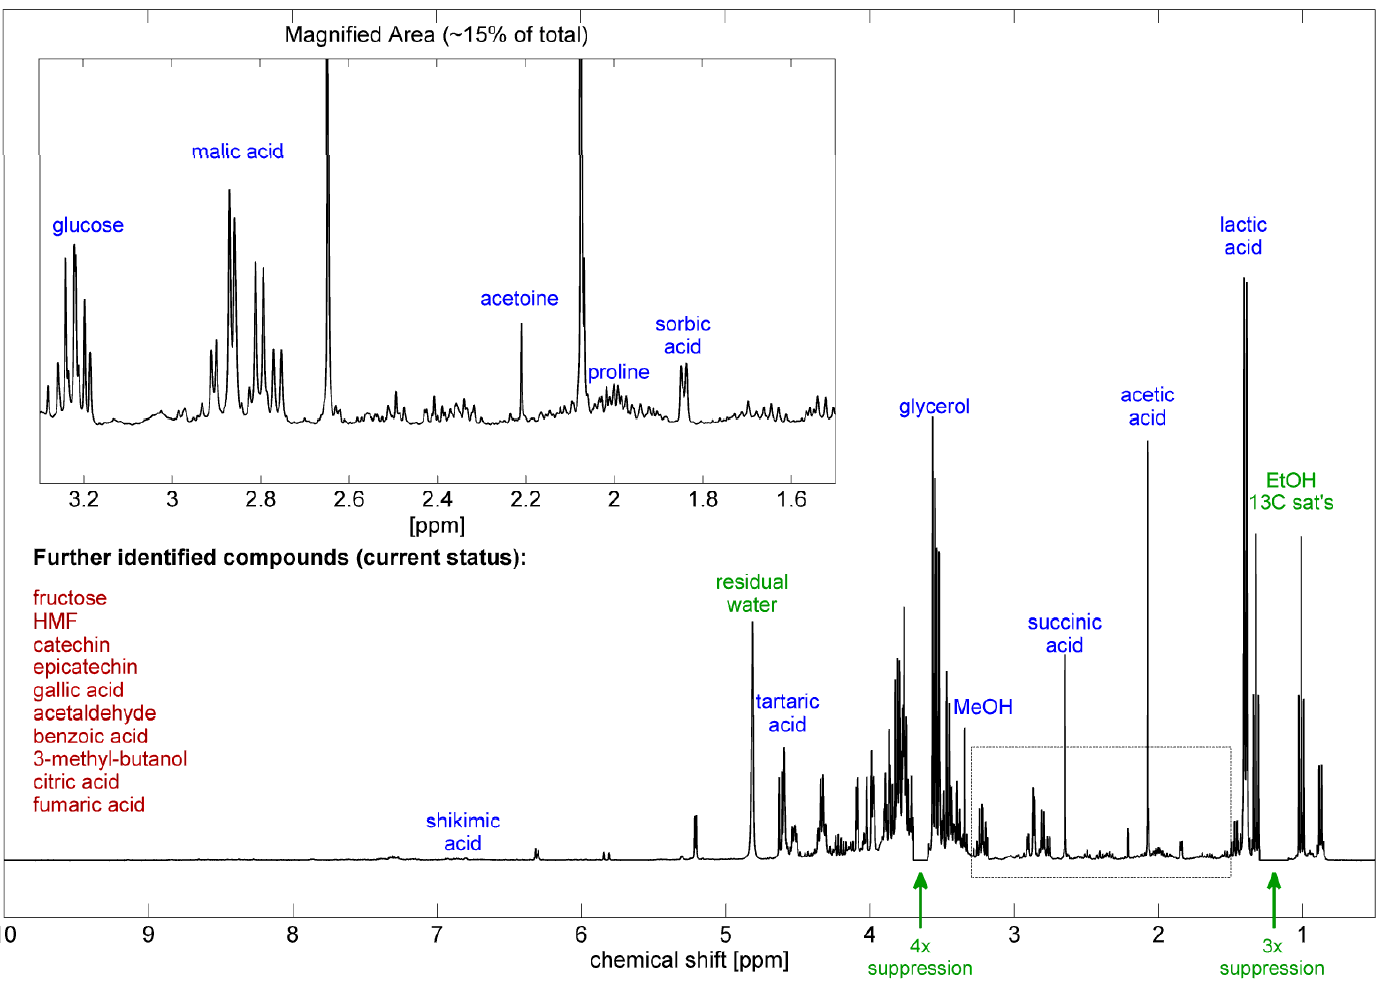 Magnified Area (~15% of total)
malic acid
glucose
acetoine
sorbic
acid
proline
3.2 3 2.8 2.6 2.4 2.2 2 1.8 1.6
[ppm]
lactic
acid
glycerol
acetic
acid
EtOH
13C sat's
Further identified compounds (current status):
fructose
HMF
catechin
epicatechin
gallic acid
acetaldehyde
benzoic acid
3-methyl-butanol
citric acid
fumaric acid
residual
water
succinic
acid
tartaric
acid
MeOH
shikimic
acid
10 9 8 7 6 5 4 3 2 1
chemical shift [ppm]
4x
suppression
3x
suppression